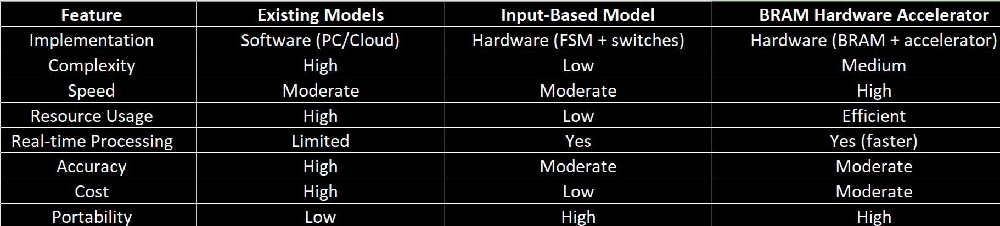 Feature Existing Models Input-Based Model BRAM Hardware Accelerator
Implementation Software (PC/Cloud) Hardware (FSM + switches) Hardware (BRAM + accelerator)
Complexity High Low Medium
Speed Moderate Moderate High
Resource Usage High Low Efficient
Real-time Processing Limited Yes Yes (faster)
Accuracy High Moderate Moderate
Cost High Low Moderate
Portability Low High High